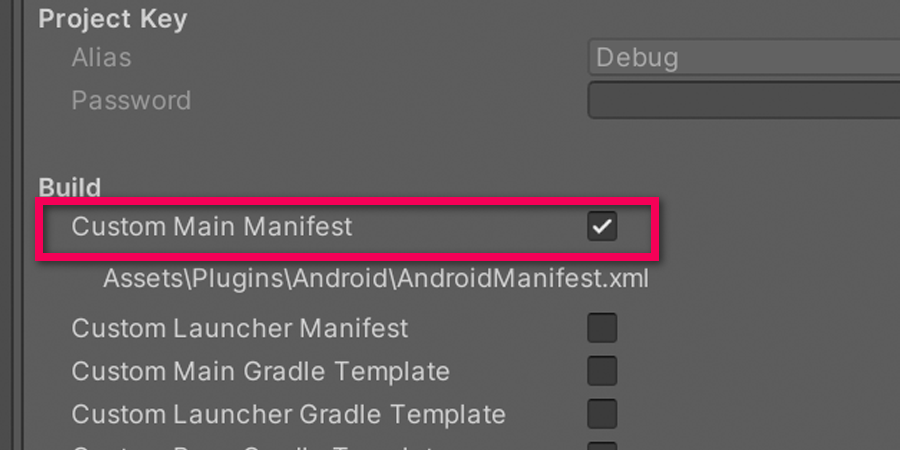 Project Key
Alias Debug
Password
Build
Custom Main Manifest
Assets\Plugins\Android\AndroidManifest.xml
Custom Launcher Manifest
Custom Main Gradle Template
Custom Launcher Gradle Template